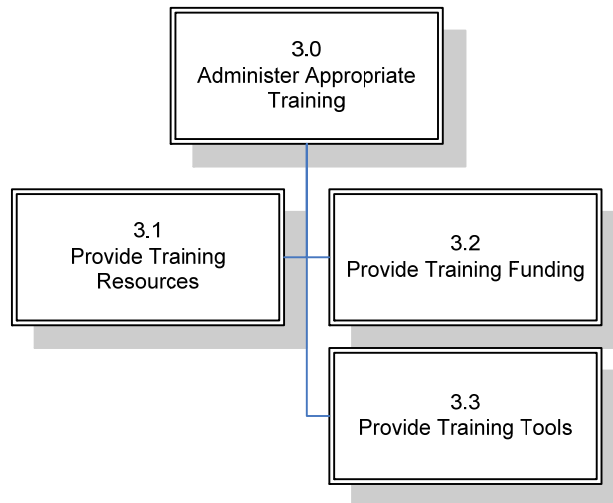 3.0
Administer Appropriate
Training
3.1
Provide Training
Resources
3.2
Provide Training Funding
3.3
Provide Training Tools